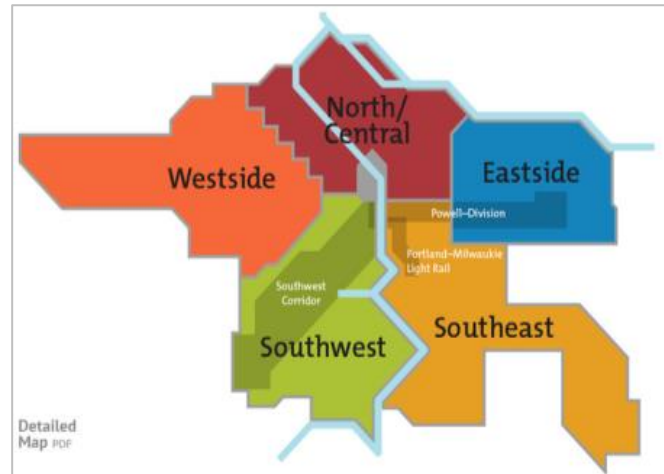 North/
Central
Westside
Eastside
Powell–Division
Portland–Milwaukie
Light Rail
Southwest
Corridor
Southeast
Southwest
Detailed
Map PDF